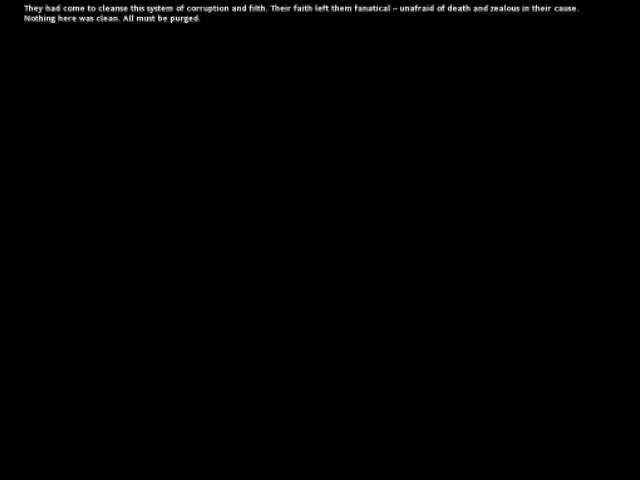 They had come to cleanse this system of corruption and filth. Their faith left them fanatical – unafraid of death and zealous in their cause.
Nothing here was clean. All must be purged.